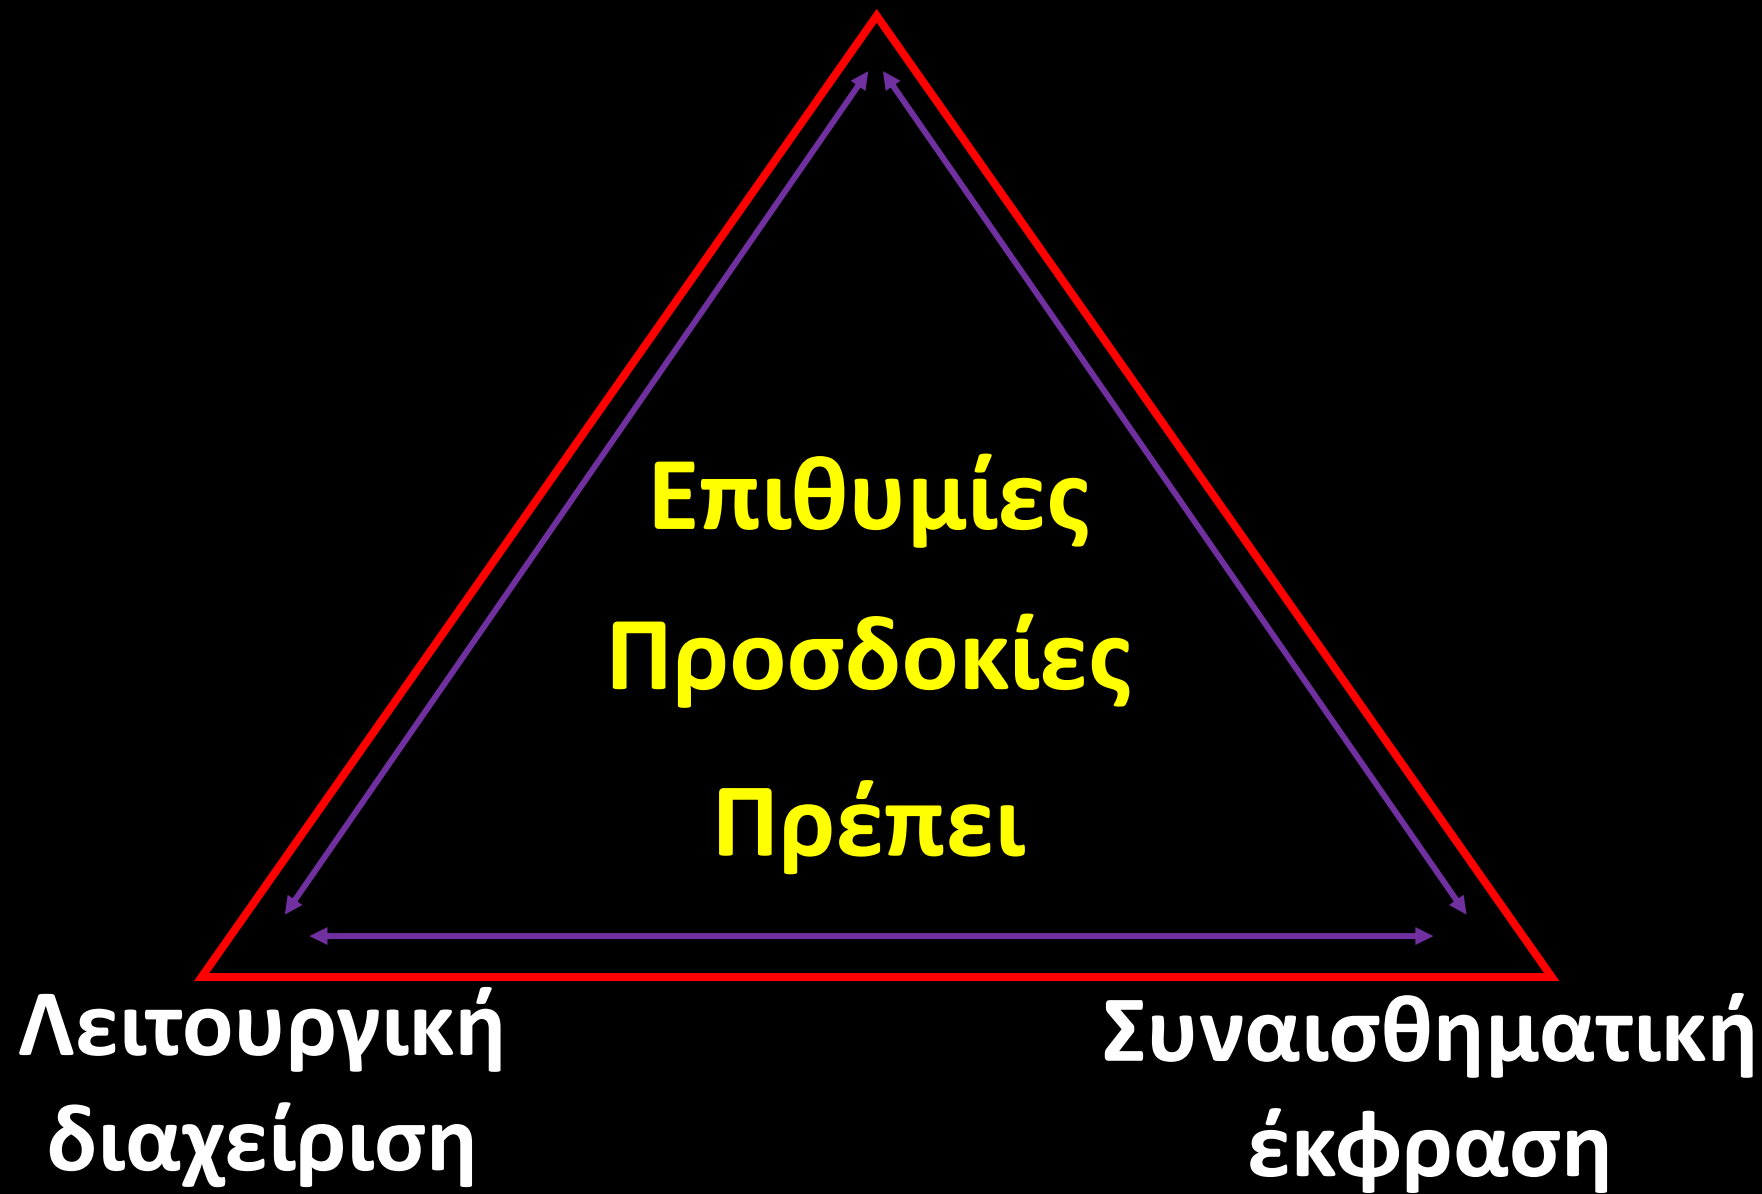 Επιθυμίες
Προσδοκίες
Πρέπει
Λειτουργική
διαχείριση
Συναισθηματική
έκφραση